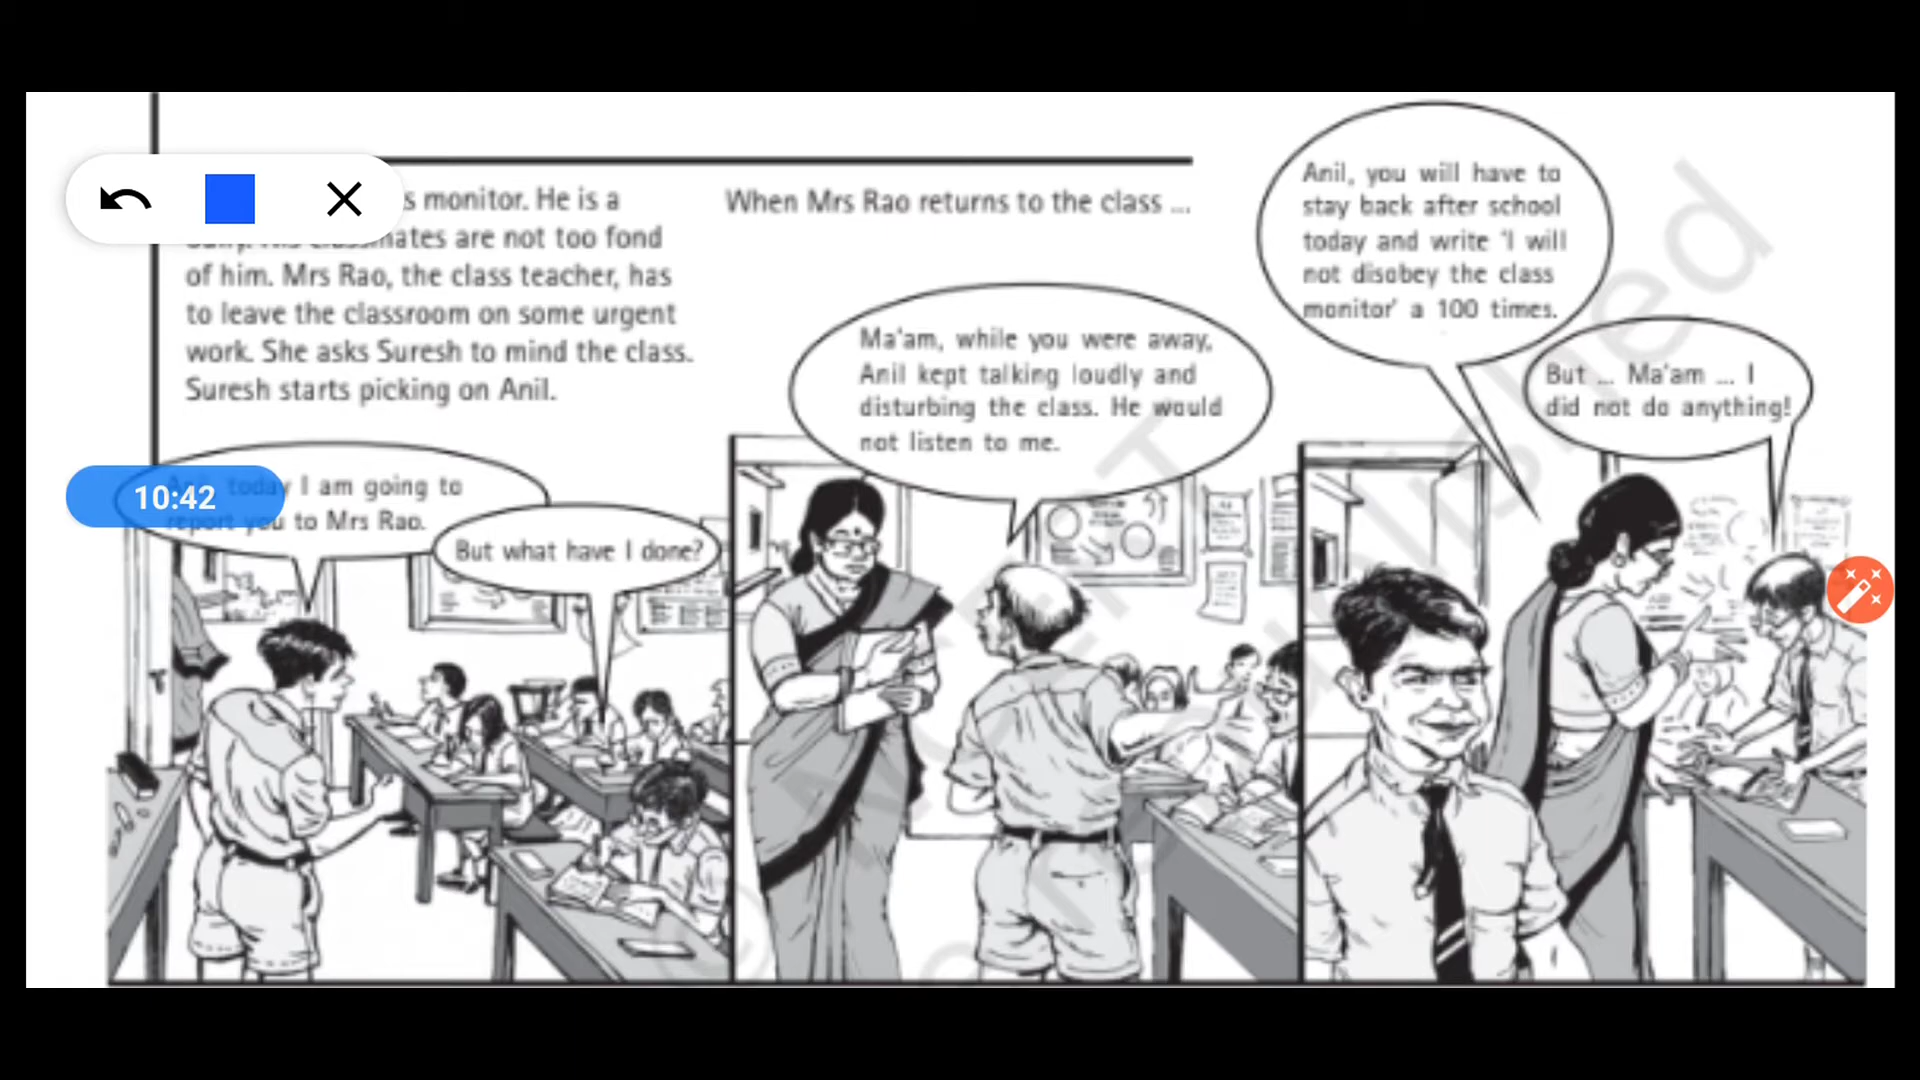 s monitor. He is a
mates are not too fond
of him. Mrs Rao, the class teacher, has
to leave the classroom on some urgent
work. She asks Suresh to mind the class.
Suresh starts picking on Anil.
today I am going to
report you to Mrs Rao.
10:42
But what have I done?
When Mrs Rao returns to the class ...
Ma'am, while you were away,
Anil kept talking loudly and
disturbing the class. He would
not listen to me.
Anil, you will have to
stay back after school
today and write 'I will
not disobey the class
monitor' a 100 times.
But ... Ma'am ... I
did not do anything!